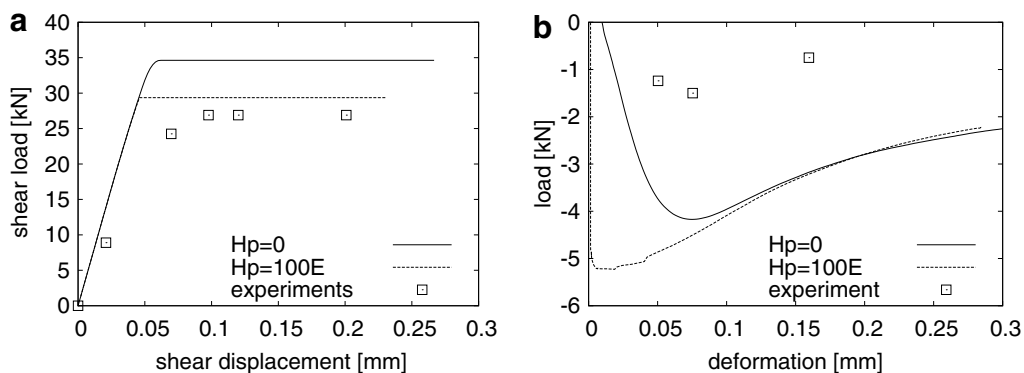 a
shear load [kN]
40
35
30
25
20
15
10
5
0
0 0.05 0.1 0.15 0.2 0.25 0.3
shear displacement [mm]
Hp=0
Hp=100E
experiments
b
load [kN]
0
-1
-2
-3
-4
-5
-6
0 0.05 0.1 0.15 0.2 0.25 0.3
deformation [mm]
Hp=0
Hp=100E
experiment